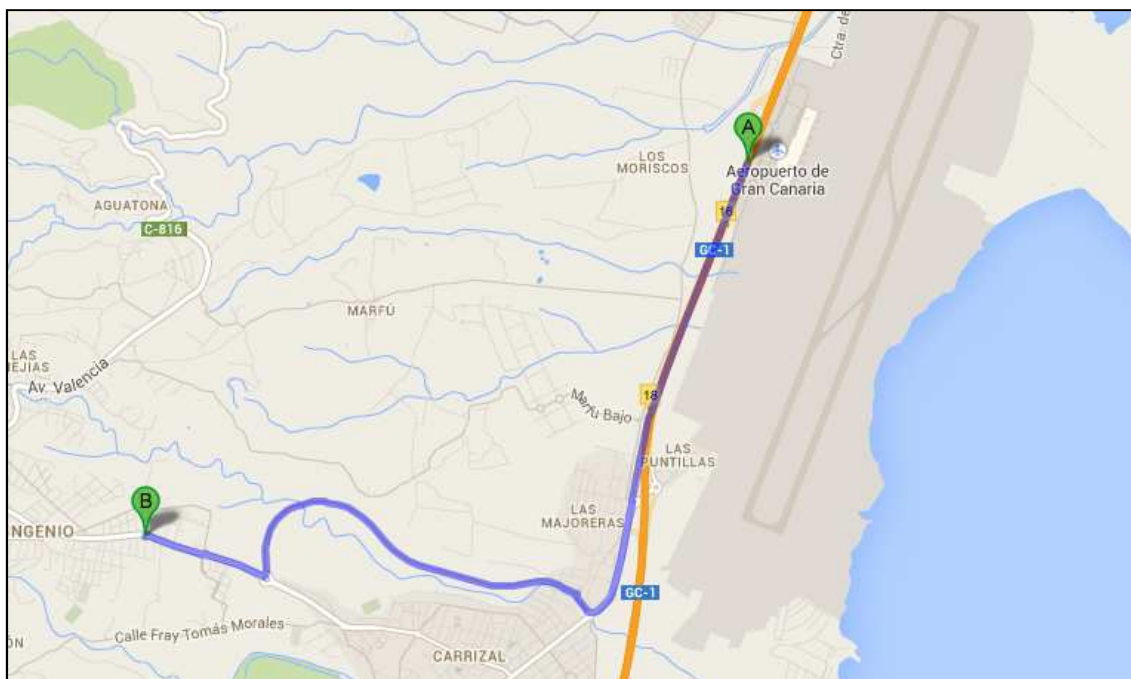 Ctra. de
A
LOS
MORISCOS
Aeropuerto de
Gran Canaria
AGUATONA
C-816
16
GC-1
MARFÚ
LAS
Av. Valencia
18
Marfu Bajo
LAS
PUNTILLAS
B
LAS
MAJORERAS
NGENIO
GC-1
Calle Fray Tomás Morales
CARRIZAL
ÓN